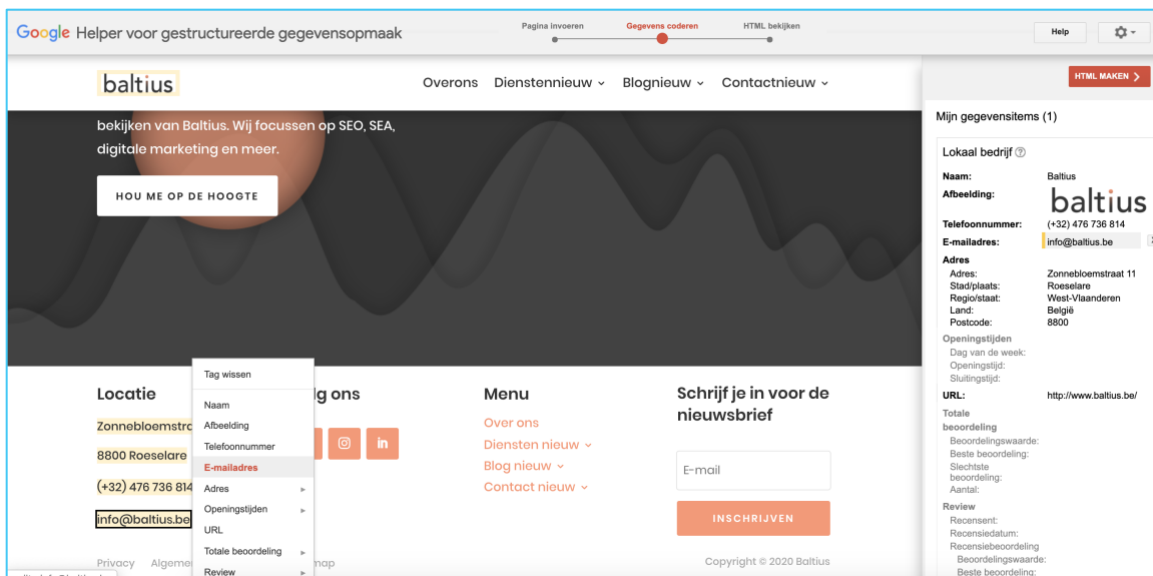 Google Helper voor gestructureerde gegevensopmaak
Pagina invoeren
Gegevens coderen
HTML bekijken
Help
baltius
Overons Dienstennieuw Blognieuw Contactnieuw
HTML MAKEN
bekijken van Baltius. Wij focussen op SEO, SEA,
digitale marketing en meer.
HOU ME OP DE HOOGTE
Mijn gegevensitems (1)
Lokaal bedrijf
Naam: Baltius
Afbeelding: baltius
Telefoonnummer: (+32) 476 736 814
E-mailadres: info@baltius.be
Adres
Adres: Zonnebloemstraat 11
Stad/plaats: Roeselare
Regio/staat: West-Vlaanderen
Land: België
Postcode: 8800
Openingstijden
Dag van de week:
Openingstijd:
Sluitingstijd:
URL: http://www.baltius.be/
Totale
beoordeling
Beoordelingswaarde:
Beste beoordeling:
Slechtste
beoordeling:
Aantal:
Review
Recensent:
Recensiedatum:
Recensiebeoordeling
Beoordelingswaarde:
Beste beoordeling:
Locatie
Zonnebloemstra
8800 Roeselare
(+32) 476 736 814
info@baltius.be
Privacy Algeme
Tag wissen
Naam
Afbeelding
Telefoonnummer
E-mailadres
Adres
Openingstijden
URL
Totale beoordeling
Review
lg ons
in
map
Menu
Over ons
Diensten nieuw
Blog nieuw
Contact nieuw
Schrijf je in voor de
nieuwsbrief
E-mail
INSCHRIJVEN
Copyright © 2020 Baltius